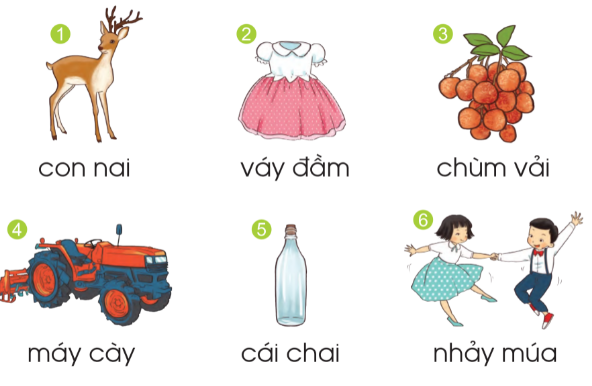 1
2
3
con nai
váy đầm
chùm vải
4
5
6
máy cày
cái chai
nhảy múa